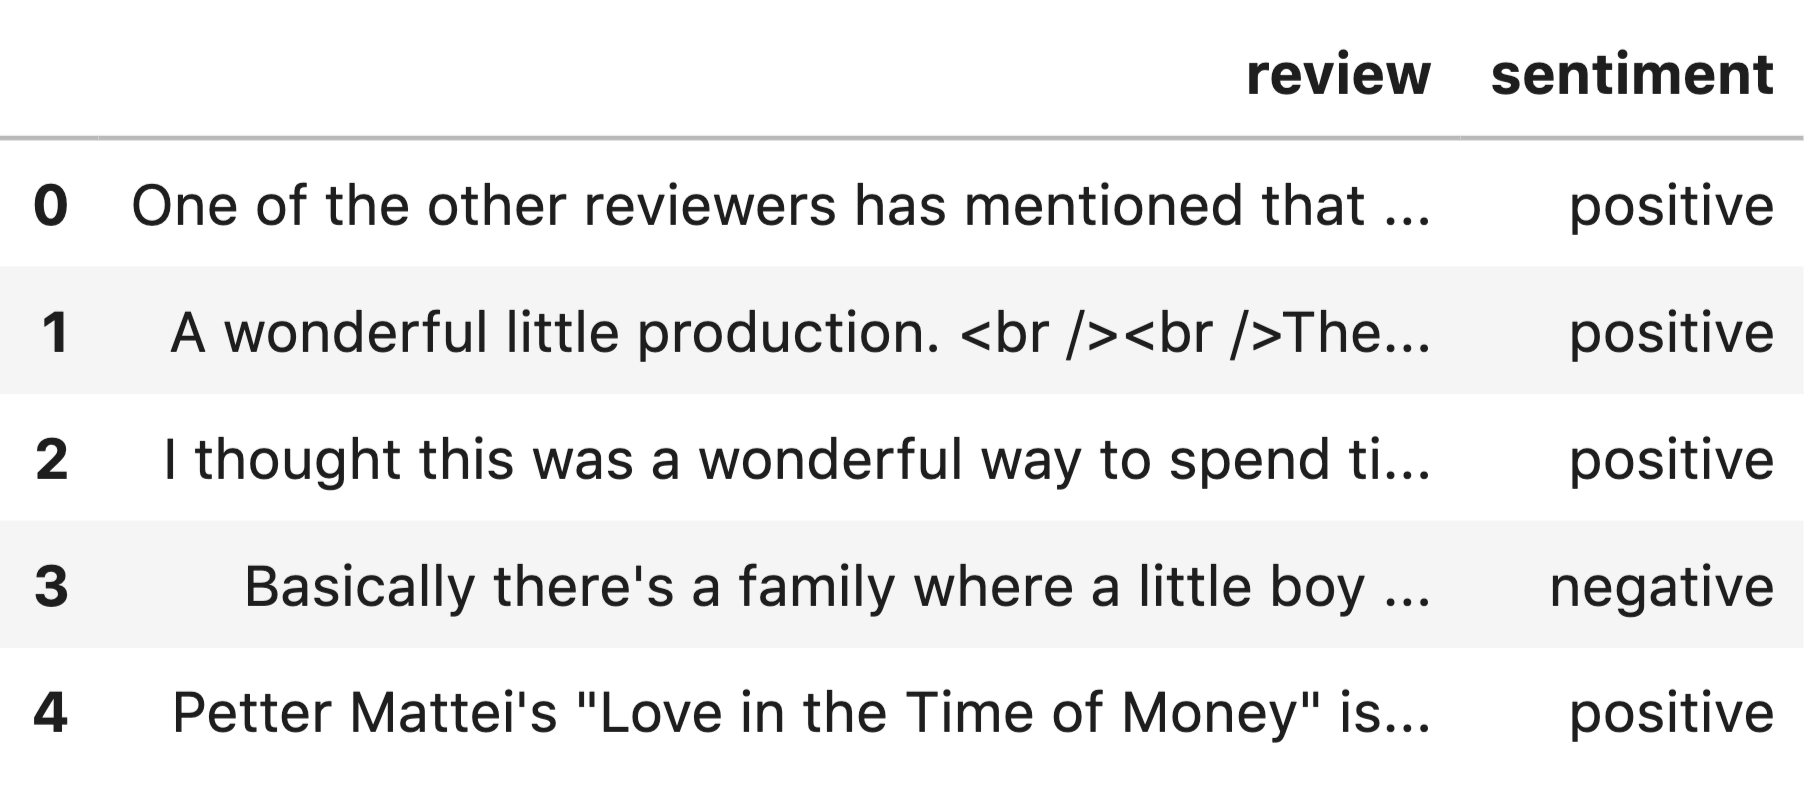 review sentiment
0 One of the other reviewers has mentioned that ... positive
1 A wonderful little production. <br /><br />The... positive
2 I thought this was a wonderful way to spend ti... positive
3 Basically there's a family where a little boy ... negative
4 Petter Mattei's "Love in the Time of Money" is... positive